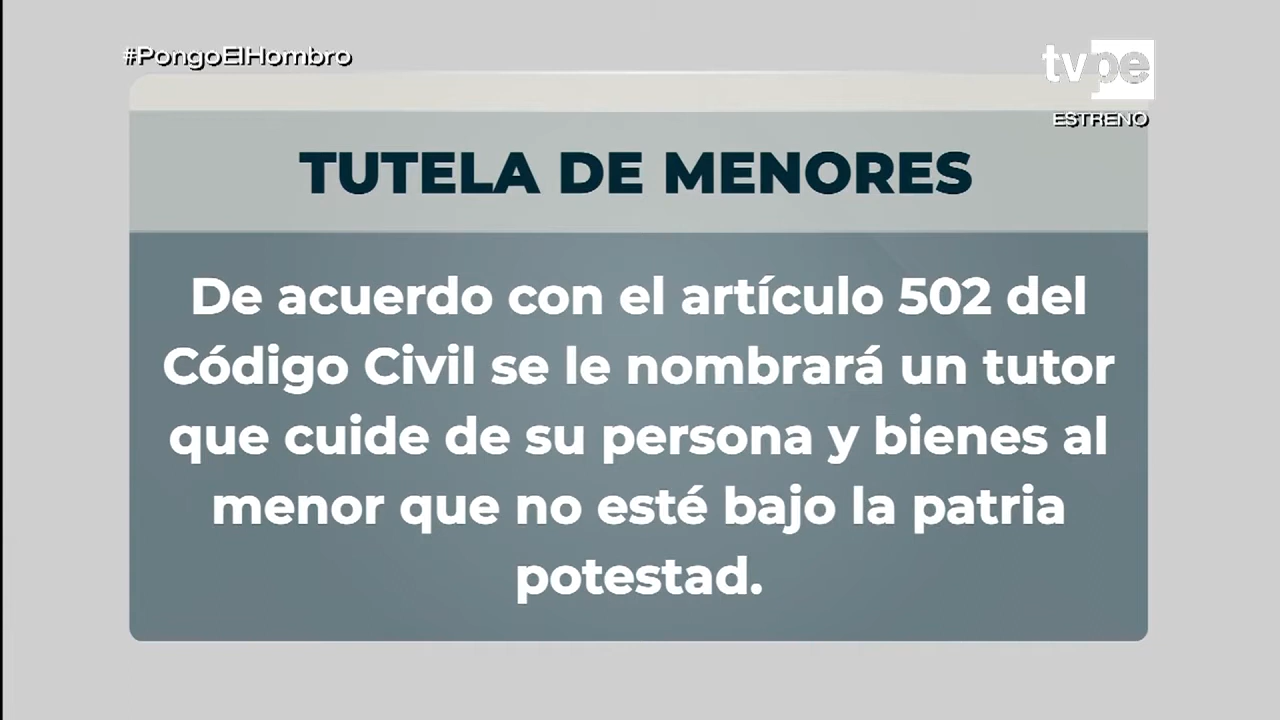 #PongoElHombro
tvpe
ESTRENO
TUTELA DE MENORES
De acuerdo con el artículo 502 del
Código Civil se le nombrará un tutor
que cuide de su persona y bienes al
menor que no esté bajo la patria
potestad.